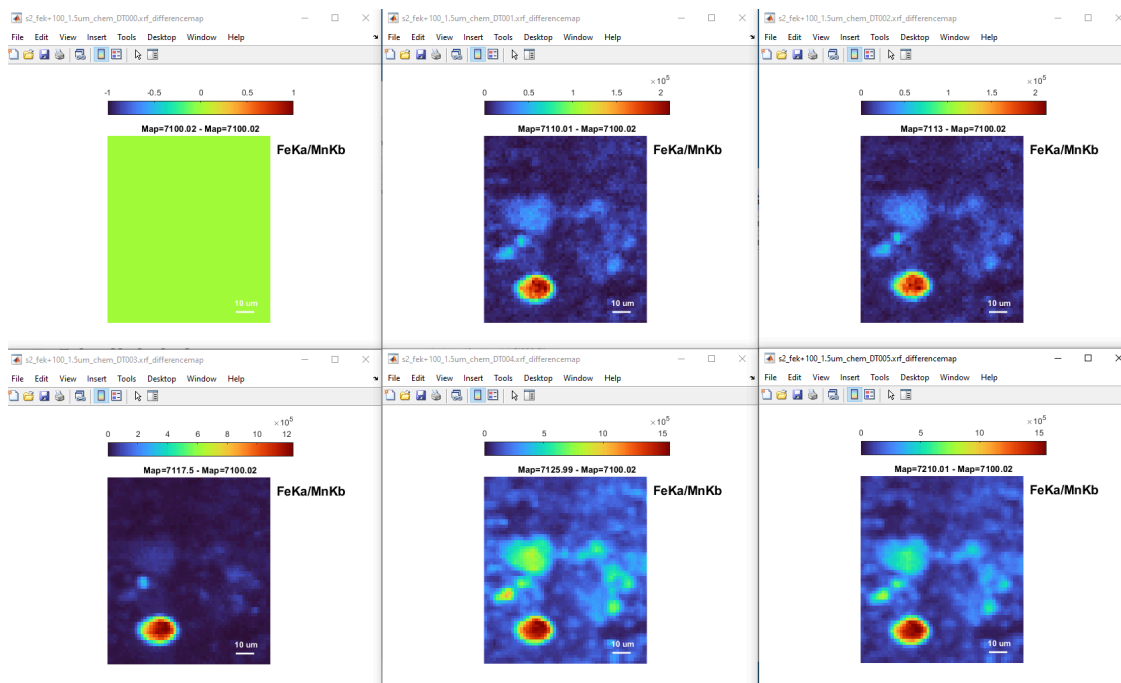 s2_fek+100_1.5um_chem_DT000.xrf_differencemap
File Edit View Insert Tools Desktop Window Help
-1 -0.5 0 0.5 1
Map=7100.02 - Map=7100.02
FeKa/MnKb
10 um
s2_fek+100_1.5um_chem_DT001.xrf_differencemap
File Edit View Insert Tools Desktop Window Help
×10^5
0 0.5 1 1.5 2
Map=7110.01 - Map=7100.02
FeKa/MnKb
10 um
s2_fek+100_1.5um_chem_DT002.xrf_differencemap
File Edit View Insert Tools Desktop Window Help
×10^5
0 0.5 1 1.5 2
Map=7113 - Map=7100.02
FeKa/MnKb
10 um
s2_fek+100_1.5um_chem_DT003.xrf_differencemap
File Edit View Insert Tools Desktop Window Help
×10^5
0 2 4 6 8 10 12
Map=7117.5 - Map=7100.02
FeKa/MnKb
10 um
s2_fek+100_1.5um_chem_DT004.xrf_differencemap
File Edit View Insert Tools Desktop Window Help
×10^5
0 5 10 15
Map=7125.99 - Map=7100.02
FeKa/MnKb
10 um
s2_fek+100_1.5um_chem_DT005.xrf_differencemap
File Edit View Insert Tools Desktop Window Help
×10^5
0 5 10 15
Map=7210.01 - Map=7100.02
FeKa/MnKb
10 um